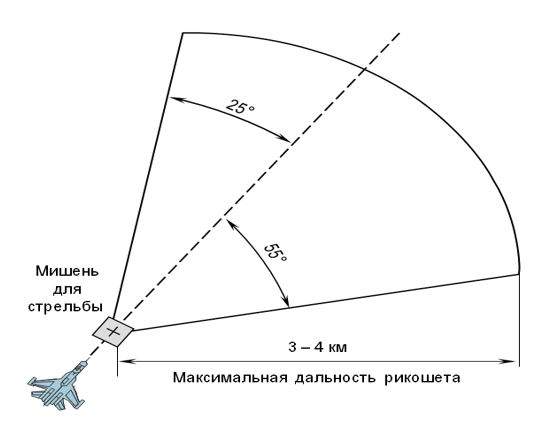 25°
55°
Мишень
для
стрельбы
3 – 4 км
Максимальная дальность рикошета